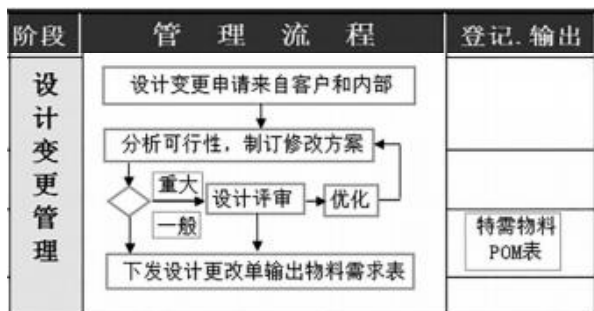 阶段 管理流程 登记.输出
设计变更管理
设计变更申请来自客户和内部
分析可行性，制订修改方案
重大
设计评审
优化
一般
下发设计更改单输出物料需求表
特需物料
POM表